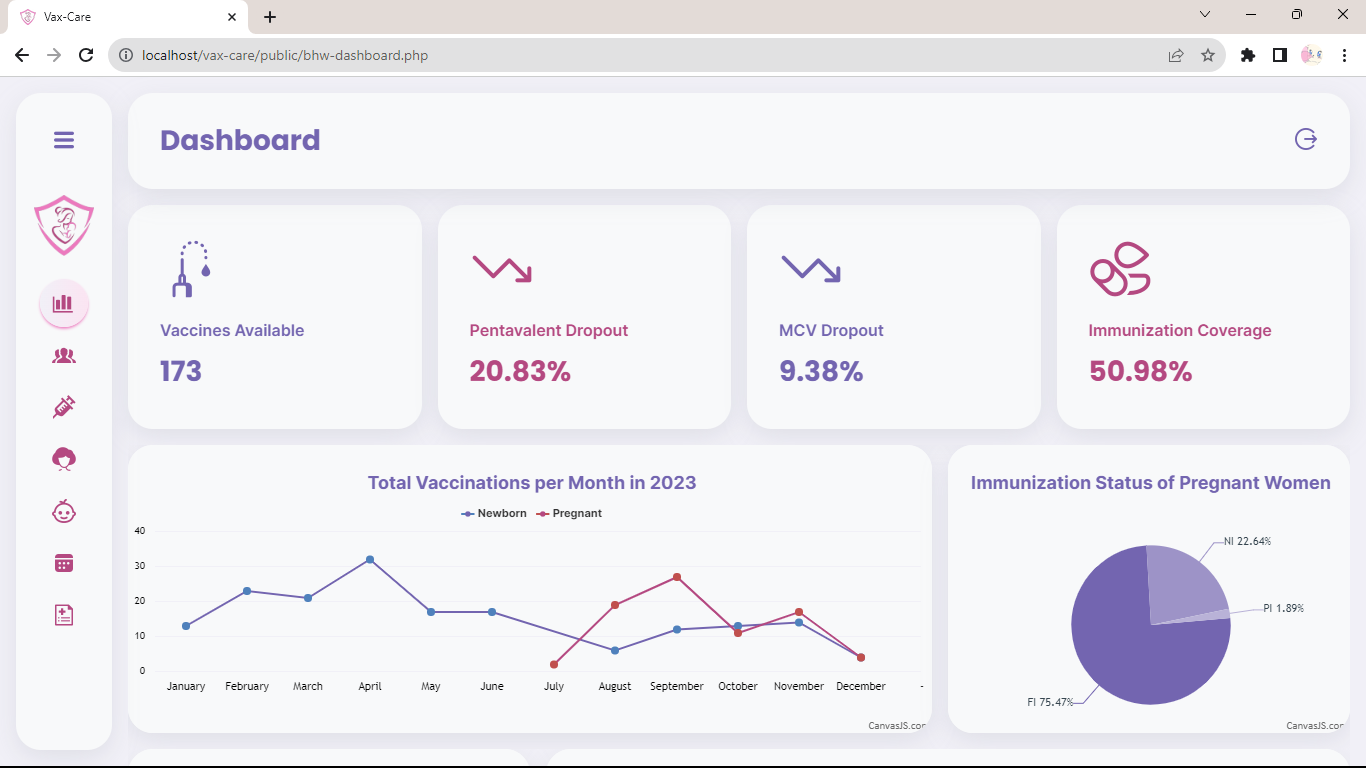 Vax-Care
localhost/vax-care/public/bhw-dashboard.php
Dashboard
Vaccines Available
173
Pentavalent Dropout
20.83%
MCV Dropout
9.38%
Immunization Coverage
50.98%
Total Vaccinations per Month in 2023
Newborn Pregnant
40
30
20
10
0
January February March April May June July August September October November December -
CanvasJS.com
Immunization Status of Pregnant Women
NI 22.64%
PI 1.89%
FI 75.47%
CanvasJS.com